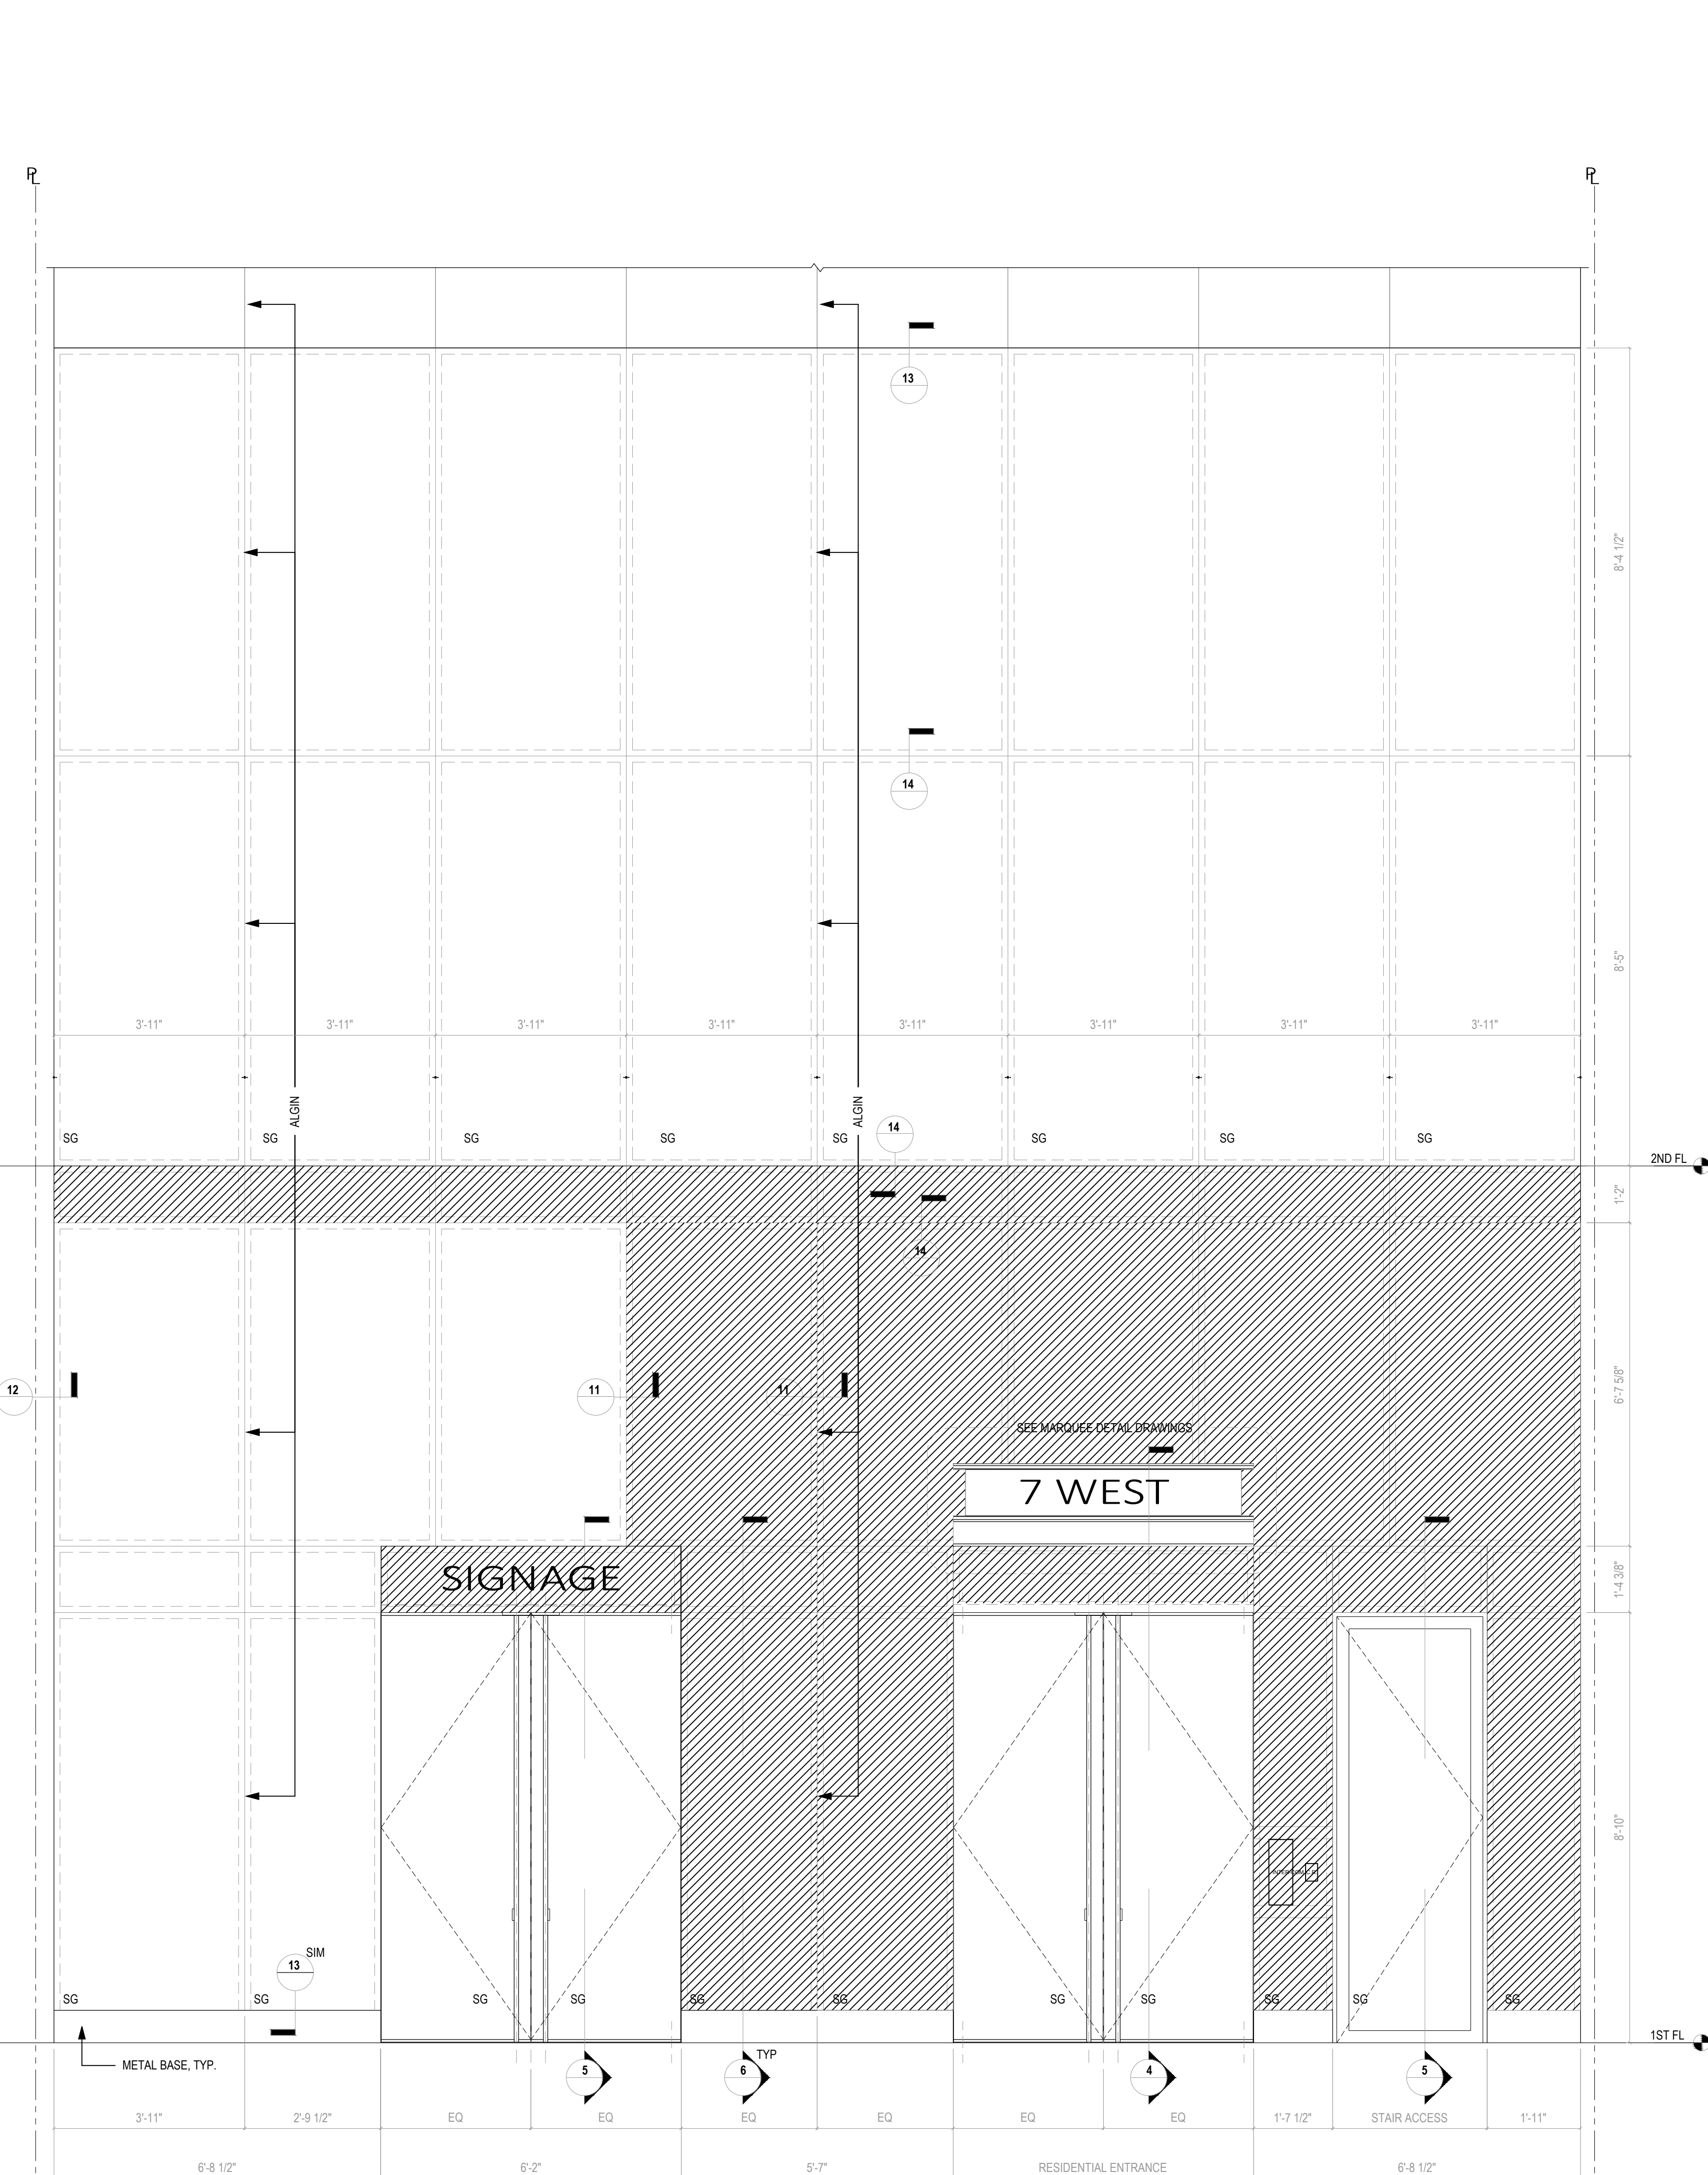 PL
PL
13
8'-4 1/2"
14
8'-5"
3'-11"
3'-11"
3'-11"
3'-11"
3'-11"
3'-11"
3'-11"
3'-11"
ALGIN
ALGIN
14
SG
SG
SG
SG
SG
SG
SG
SG
2ND FL
1'-2"
14
12
11
11
6'-7 5/8"
SEE MARQUEE DETAIL DRAWINGS
7 WEST
SIGNAGE
1'-4 3/8"
8'-10"
INTERCOM
C.R
SIM
13
SG
SG
SG
SG
SG
SG
SG
SG
SG
SG
SG
1ST FL
METAL BASE, TYP.
TYP
5
6
4
5
3'-11"
2'-9 1/2"
EQ
EQ
EQ
EQ
EQ
EQ
1'-7 1/2"
STAIR ACCESS
1'-11"
6'-8 1/2"
6'-2"
5'-7"
RESIDENTIAL ENTRANCE
6'-8 1/2"